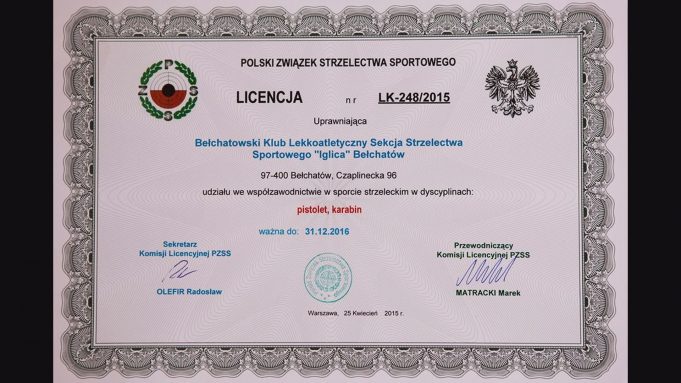 POLSKI ZWIĄZEK STRZELECTWA SPORTOWEGO
P Z S S
LICENCJA nr LK-248/2015
Uprawniająca
Bełchatowski Klub Lekkoatletyczny Sekcja Strzelectwa
Sportowego "Iglica" Bełchatów
97-400 Bełchatów, Czaplinecka 96
udziału we współzawodnictwie w sporcie strzeleckim w dyscyplinach:
pistolet, karabin
ważna do: 31.12.2016
Sekretarz
Komisji Licencyjnej PZSS
OLEFIR Radosław
Przewodniczący
Komisji Licencyjnej PZSS
MATRACKI Marek
Warszawa, 25 Kwiecień 2015 r.